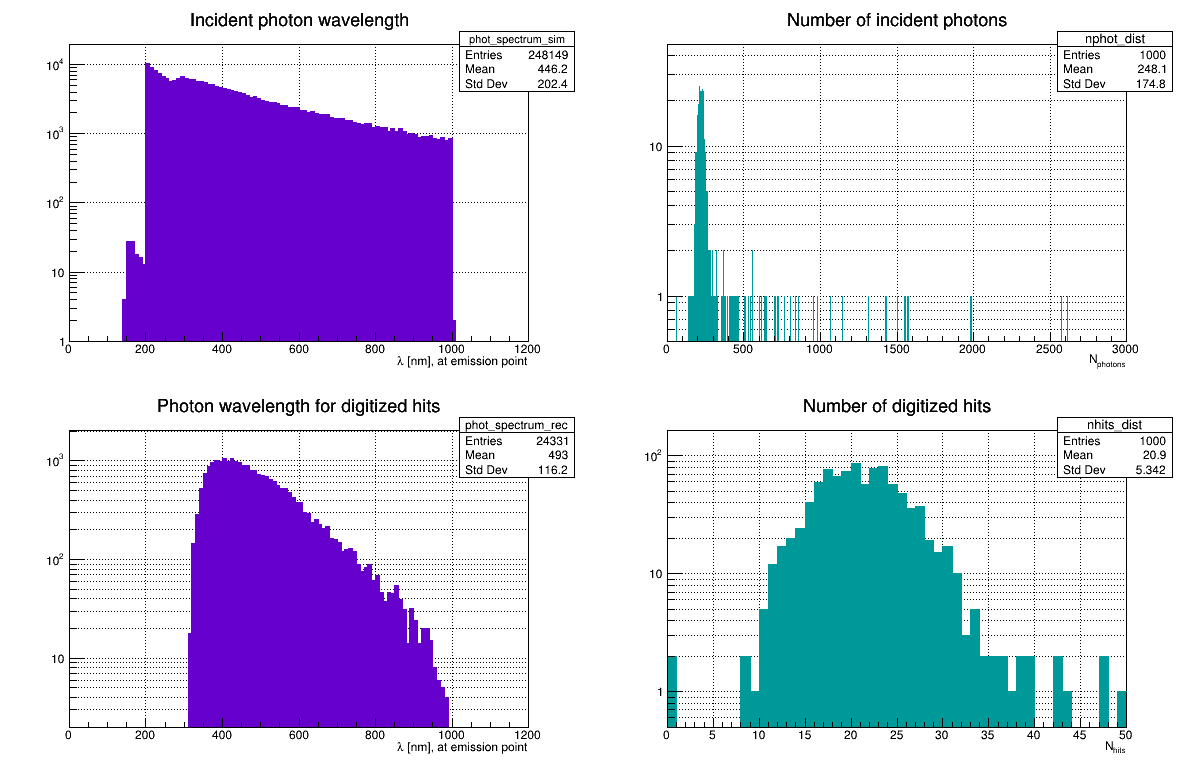 Incident photon wavelength
phot_spectrum_sim
Entries 248149
Mean 446.2
Std Dev 202.4
10^4
10^3
10^2
10
1
0 200 400 600 800 1000 1200
λ [nm], at emission point
Number of incident photons
nphot_dist
Entries 1000
Mean 248.1
Std Dev 174.8
10
1
0 500 1000 1500 2000 2500 3000
N_photons
Photon wavelength for digitized hits
phot_spectrum_rec
Entries 24331
Mean 493
Std Dev 116.2
10^3
10^2
10
0 200 400 600 800 1000 1200
λ [nm], at emission point
Number of digitized hits
nhits_dist
Entries 1000
Mean 20.9
Std Dev 5.342
10^2
10
1
0 5 10 15 20 25 30 35 40 45 50
N_hits